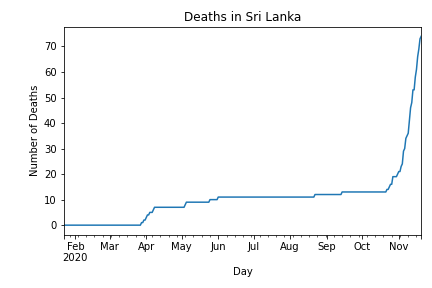 Deaths in Sri Lanka
Number of Deaths
70
60
50
40
30
20
10
0
Feb Mar Apr May Jun Jul Aug Sep Oct Nov
2020
Day